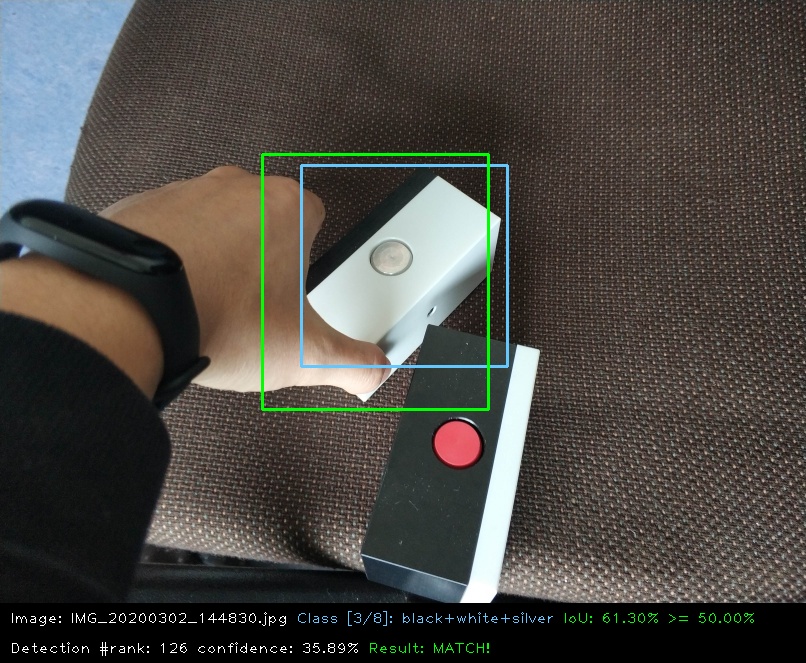 Image: IMG_20200302_144830.jpg Class [3/8]: black+white+silver IoU: 61.30% >= 50.00%
Detection #rank: 126 confidence: 35.89% Result: MATCH!